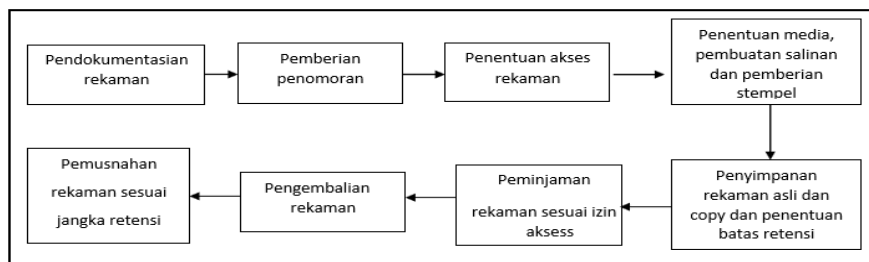 Pendokumentasian
rekaman
Pemberian
penomoran
Penentuan akses
rekaman
Penentuan media,
pembuatan salinan
dan pemberian
stempel
Penyimpanan
rekaman asli dan
copy dan penentuan
batas retensi
Peminjaman
rekaman sesuai izin
aksess
Pengembalian
rekaman
Pemusnahan
rekaman sesuai
jangka retensi